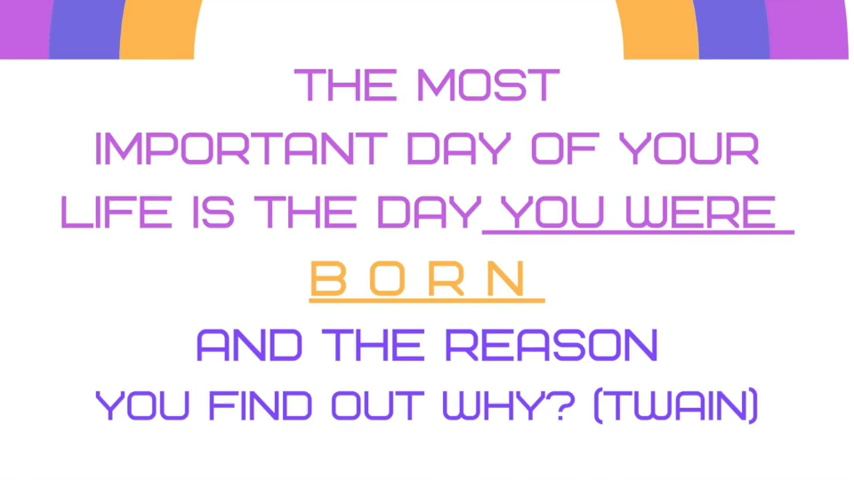 THE MOST
IMPORTANT DAY OF YOUR
LIFE IS THE DAY YOU WERE
BORN
AND THE REASON
YOU FIND OUT WHY? (TWAIN)